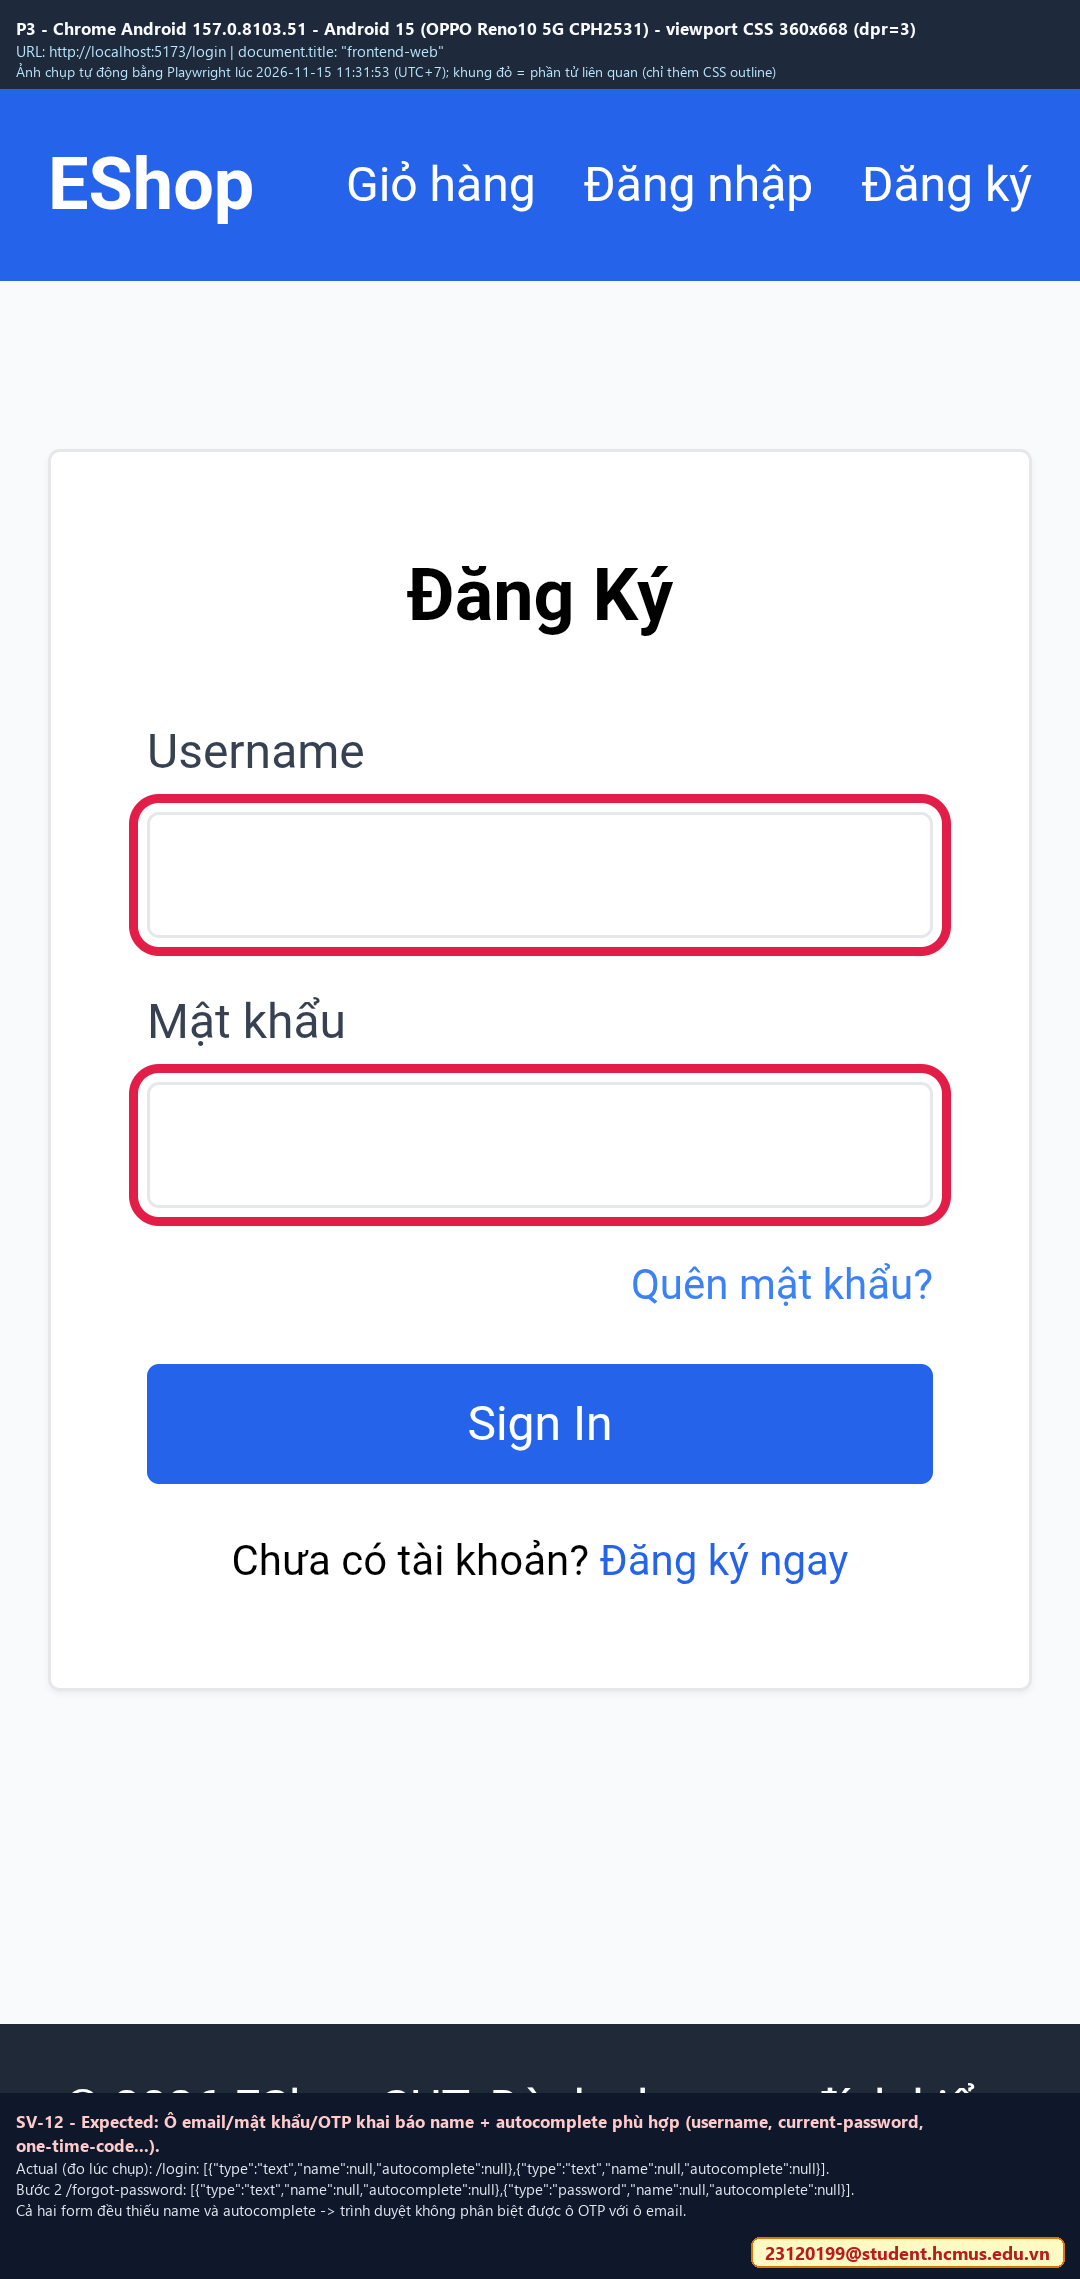 P3 - Chrome Android 157.0.8103.51 - Android 15 (OPPO Reno10 5G CPH2531) - viewport CSS 360x668 (dpr=3)
URL: http://localhost:5173/login | document.title: "frontend-web"
Ảnh chụp tự động bằng Playwright lúc 2026-11-15 11:31:53 (UTC+7); khung đỏ = phần tử liên quan (chỉ thêm CSS outline)
EShop
Giỏ hàng
Đăng nhập
Đăng ký
Đăng Ký
Username
Mật khẩu
Quên mật khẩu?
Sign In
Chưa có tài khoản? Đăng ký ngay
SV-12 - Expected: Ô email/mật khẩu/OTP khai báo name + autocomplete phù hợp (username, current-password,
one-time-code...).
Actual (đo lúc chụp): /login: [{"type":"text","name":null,"autocomplete":null},{"type":"text","name":null,"autocomplete":null}].
Bước 2 /forgot-password: [{"type":"text","name":null,"autocomplete":null},{"type":"password","name":null,"autocomplete":null}].
Cả hai form đều thiếu name và autocomplete -> trình duyệt không phân biệt được ô OTP với ô email.
23120199@student.hcmus.edu.vn